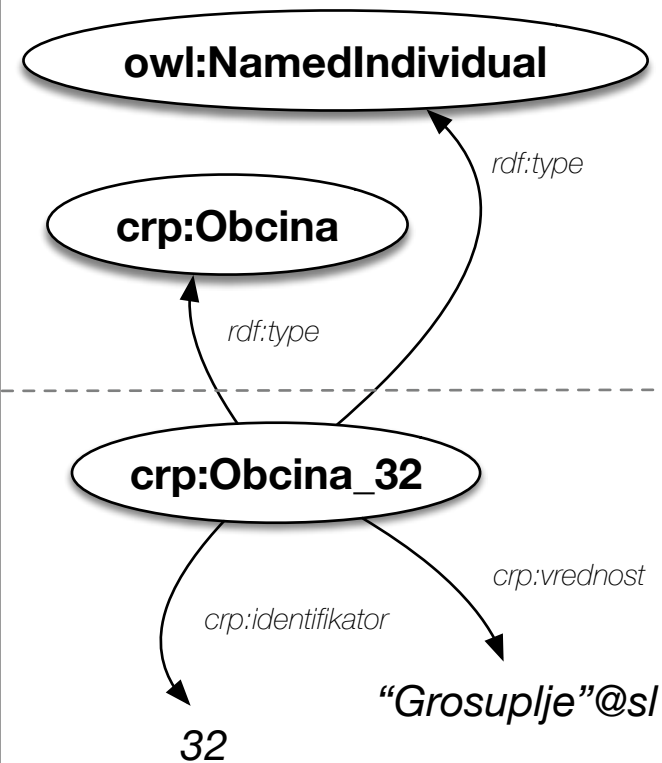 owl:NamedIndividual
rdf:type
crp:Obcina
rdf:type
crp:Obcina_32
crp:vrednost
crp:identifikator
“Grosuplje”@sl
32